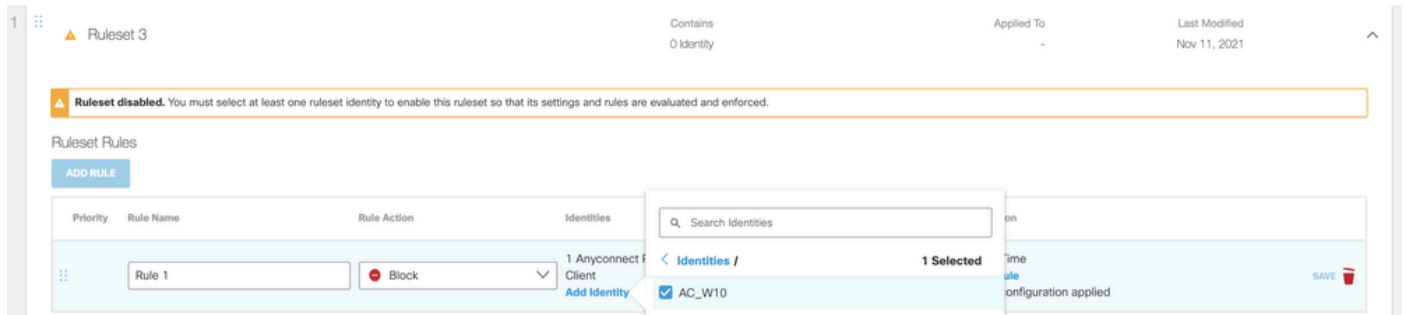 1
Ruleset 3
Contains
0 Identity
Applied To
-
Last Modified
Nov 11, 2021
Ruleset disabled. You must select at least one ruleset identity to enable this ruleset so that its settings and rules are evaluated and enforced.
Ruleset Rules
ADD RULE
Priority Rule Name Rule Action Identities
Rule 1
Block
1 Anyconnect
Client
Add Identity
Search Identities
Identities / 1 Selected
AC_W10
onfiguration applied
SAVE